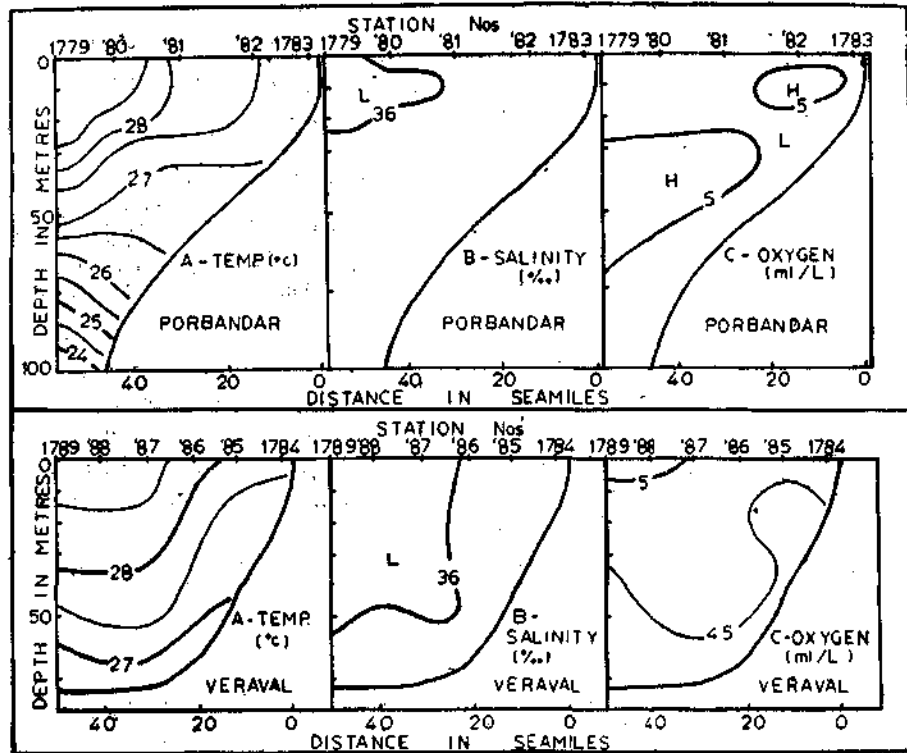 STATION Nos
1779 '80 '81 '82 1783 1779 '80 '81 '82 1783 1779 '80 '81 '82 1783
0
28
27
26
25
24
L
36
H
5
L
H
5
50
100
DEPTH IN METRES
A-TEMP.(°C)
PORBANDAR
B-SALINITY
(‰)
PORBANDAR
C-OXYGEN
(ml/L)
PORBANDAR
40 20 0 40 20 0 40 20 0
DISTANCE IN SEAMILES
STATION Nos
1789 '88 '87 '86 '85 1784 1789 '88 '87 '86 '85 1784 1789 '88 '87 '86 '85 1784
0
28
27
L
36
5
45
50
DEPTH IN METRES
A-TEMP.
(°C)
VERAVAL
B-
SALINITY
(‰)
VERAVAL
C-OXYGEN
(ml/L)
VERAVAL
40 20 0 40 20 0 40 20 0
DISTANCE IN SEAMILES